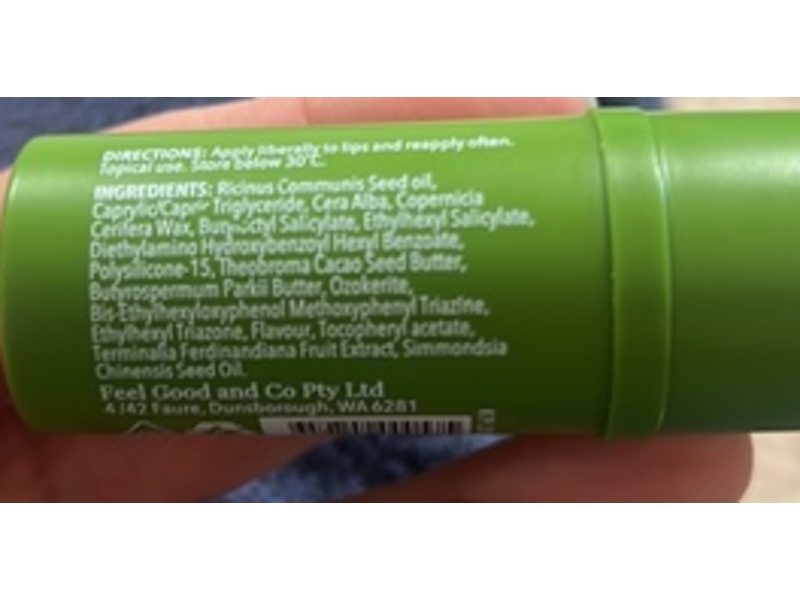 DIRECTIONS: Apply liberally to lips and reapply often.
Topical use. Store below 30°C.
INGREDIENTS: Ricinus Communis Seed oil,
Caprylic/Capric Triglyceride, Cera Alba, Copernicia
Cerifera Wax, Salicylate, Ethylhexyl Salicylate,
Diethylamino Hydroxybenzoyl Hexyl Benzoate,
Polysilicone-15, Theobroma Cacao Seed Butter,
Butyrospermum Parkii Butter, Ozokerite,
Bis-Ethylhexyloxyphenol Methoxyphenyl Triazine,
Ethylhexyl Triazone, Flavour, Tocopheryl acetate,
Terminalia Ferdinandiana Fruit Extract, Simmondsia
Chinensis Seed Oil.
Feel Good and Co Pty Ltd
4/42 Faure, Dunsborough, WA 6281